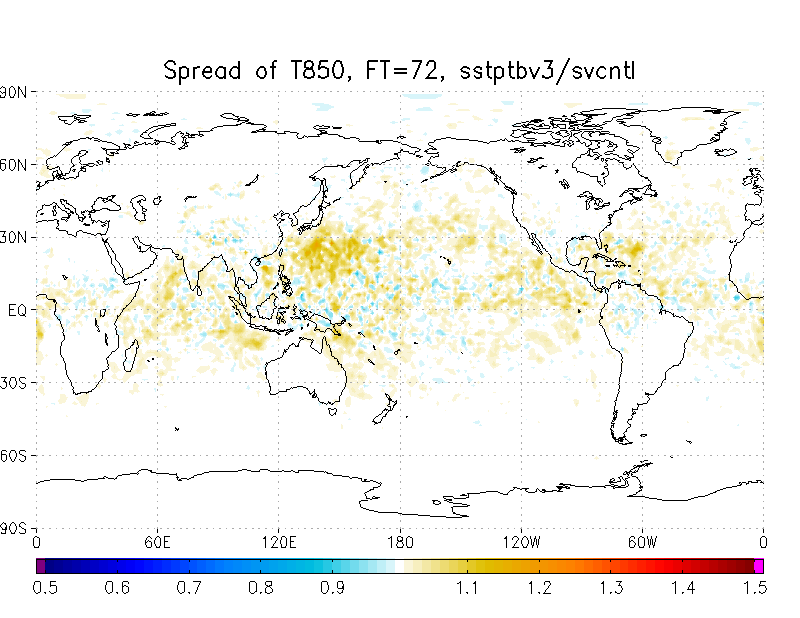 Spread of T850, FT=72, sstptbv3/svcntl
90N
60N
30N
EQ
30S
60S
90S
0 60E 120E 180 120W 60W 0
0.5 0.6 0.7 0.8 0.9 1.1 1.2 1.3 1.4 1.5